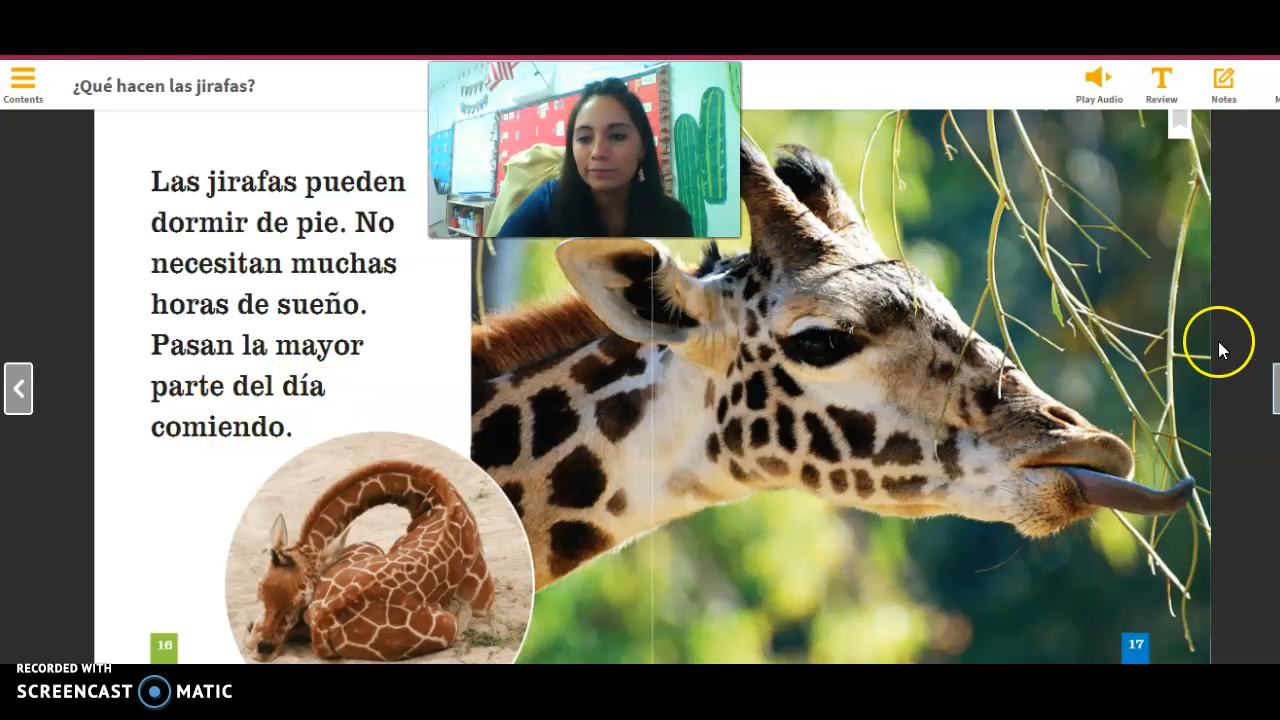 Contents
¿Qué hacen las jirafas?
Play Audio
Review
Notes
Las jirafas pueden
dormir de pie. No
necesitan muchas
horas de sueño.
Pasan la mayor
parte del día
comiendo.
16
17
RECORDED WITH
SCREENCAST MATIC